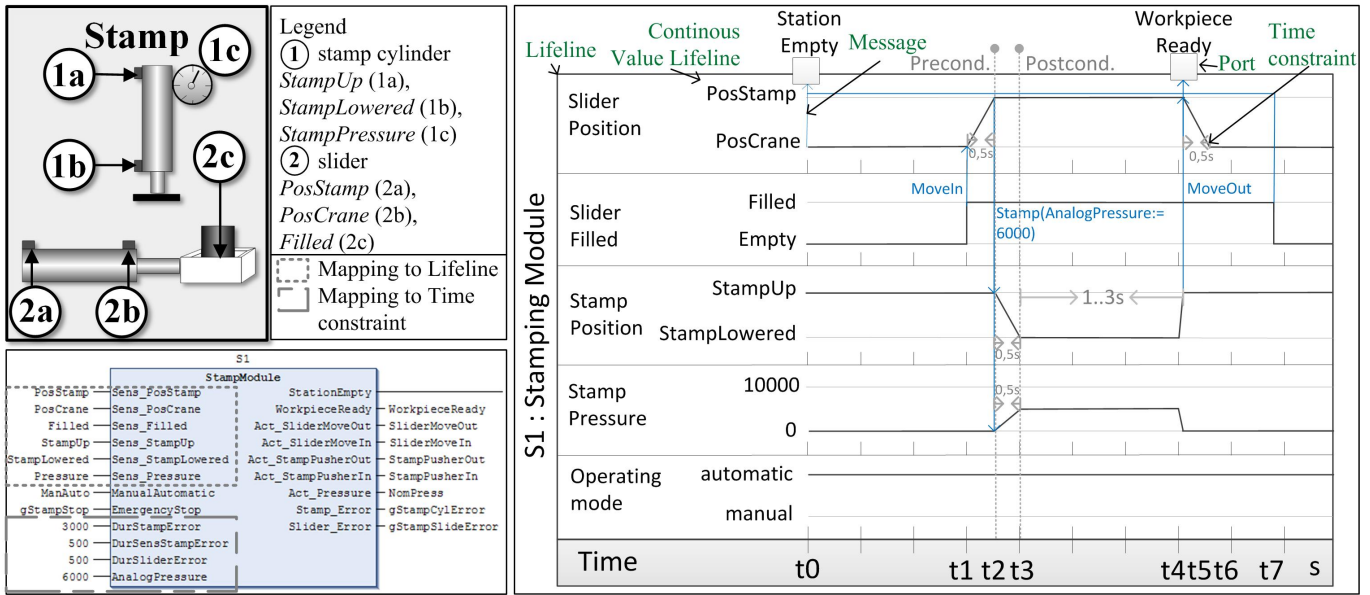 Stamp
1a
1c
1b
2c
2a
2b
Legend
1 stamp cylinder
StampUp (1a),
StampLowered (1b),
StampPressure (1c)
2 slider
PosStamp (2a),
PosCrane (2b),
Filled (2c)
Mapping to Lifeline
Mapping to Time
constraint
S1
StampModule
PosStamp Sens_PosStamp StationEmpty
PosCrane Sens_PosCrane WorkpieceReady WorkpieceReady
Filled Sens_Filled Act_SliderMoveOut SliderMoveOut
StampUp Sens_StampUp Act_SliderMoveIn SliderMoveIn
StampLowered Sens_StampLowered Act_StampPusherOut StampPusherOut
Pressure Sens_Pressure Act_StampPusherIn StampPusherIn
ManAuto ManualAutomatic Act_Pressure NomPress
gStampStop EmergencyStop Stamp_Error gStampCylError
3000 DurStampError Slider_Error gStampSlideError
500 DurSensStampError
500 DurSliderError
6000 AnalogPressure
S1 : Stamping Module
Lifeline
Continous
Value Lifeline
Station
Empty
Message
Workpiece
Ready
Port
Time
constraint
Precond.
Postcond.
Slider
Position
PosStamp
PosCrane
0,5s
0,5s
MoveIn
MoveOut
Slider
Filled
Filled
Empty
Stamp(AnalogPressure:=
6000)
Stamp
Position
StampUp
StampLowered
1..3s
0,5s
Stamp
Pressure
10000
0
0,5s
Operating
mode
automatic
manual
Time
t0 t1 t2 t3 t4 t5 t6 t7 s